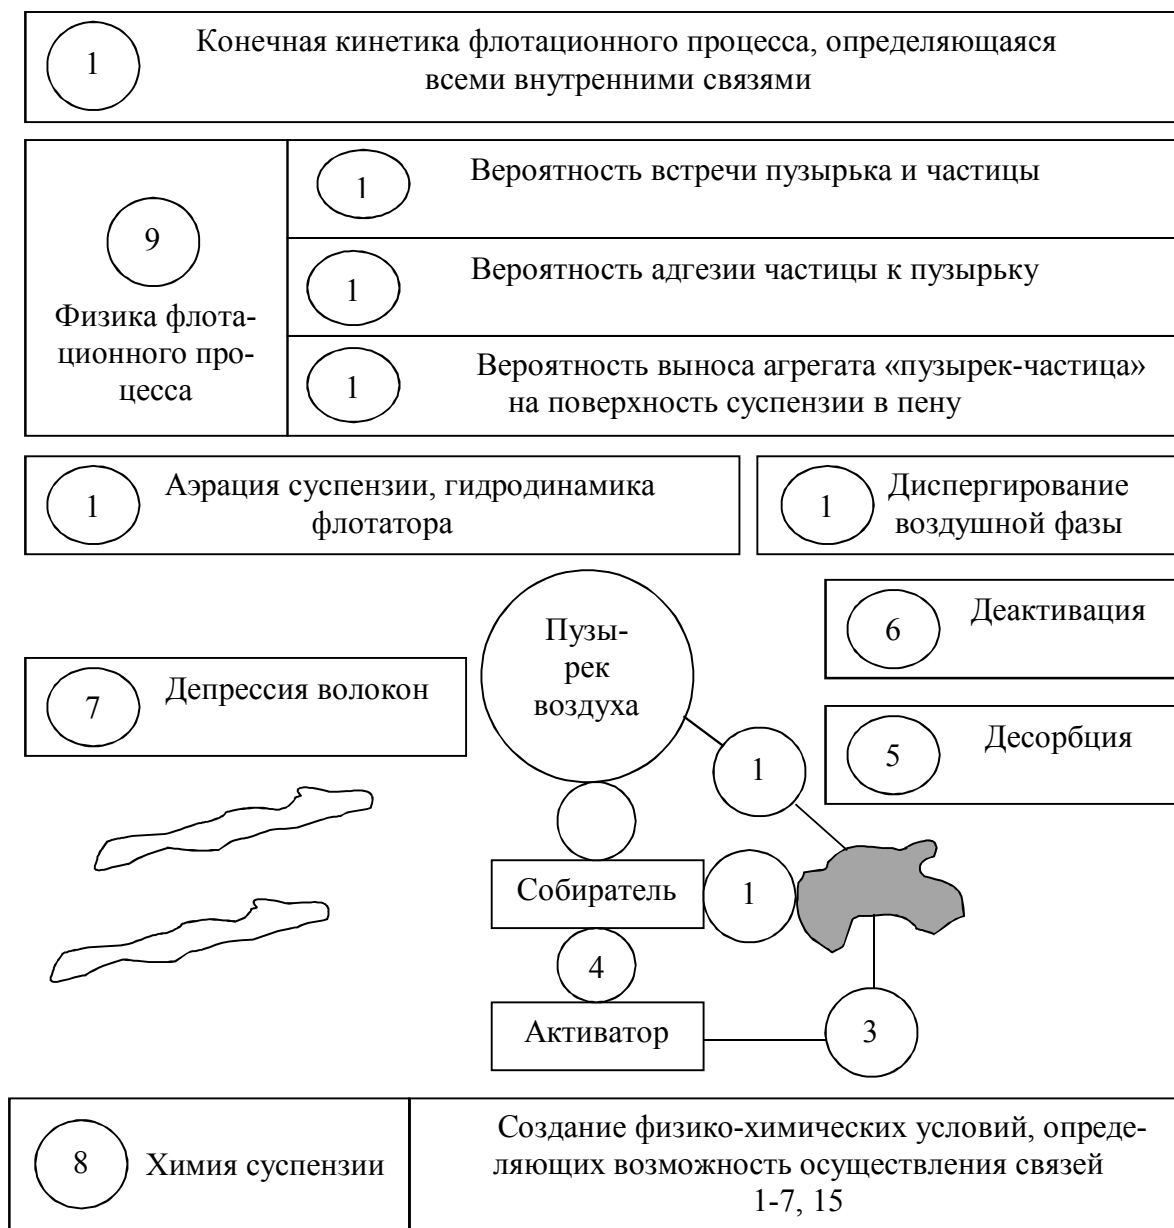 1
Конечная кинетика флотационного процесса, определяющаяся
всеми внутренними связями
9
Физика флота-
ционного про-
цесса
1
Вероятность встречи пузырька и частицы
1
Вероятность адгезии частицы к пузырьку
1
Вероятность выноса агрегата «пузырек-частица»
на поверхность суспензии в пену
1
Аэрация суспензии, гидродинамика
флотатора
1
Диспергирование
воздушной фазы
Пузы-
рек
воздуха
6
Деактивация
7
Депрессия волокон
5
Десорбция
1
Собиратель
1
4
Активатор
3
8
Химия суспензии
Создание физико-химических условий, опреде-
ляющих возможность осуществления связей
1-7, 15